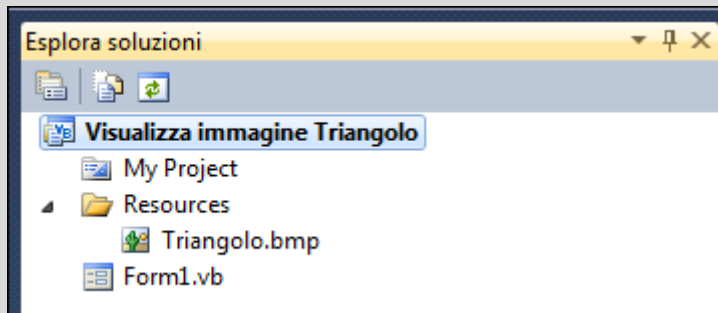 Esplora soluzioni
Visualizza immagine Triangolo
My Project
Resources
Triangolo.bmp
Form1.vb